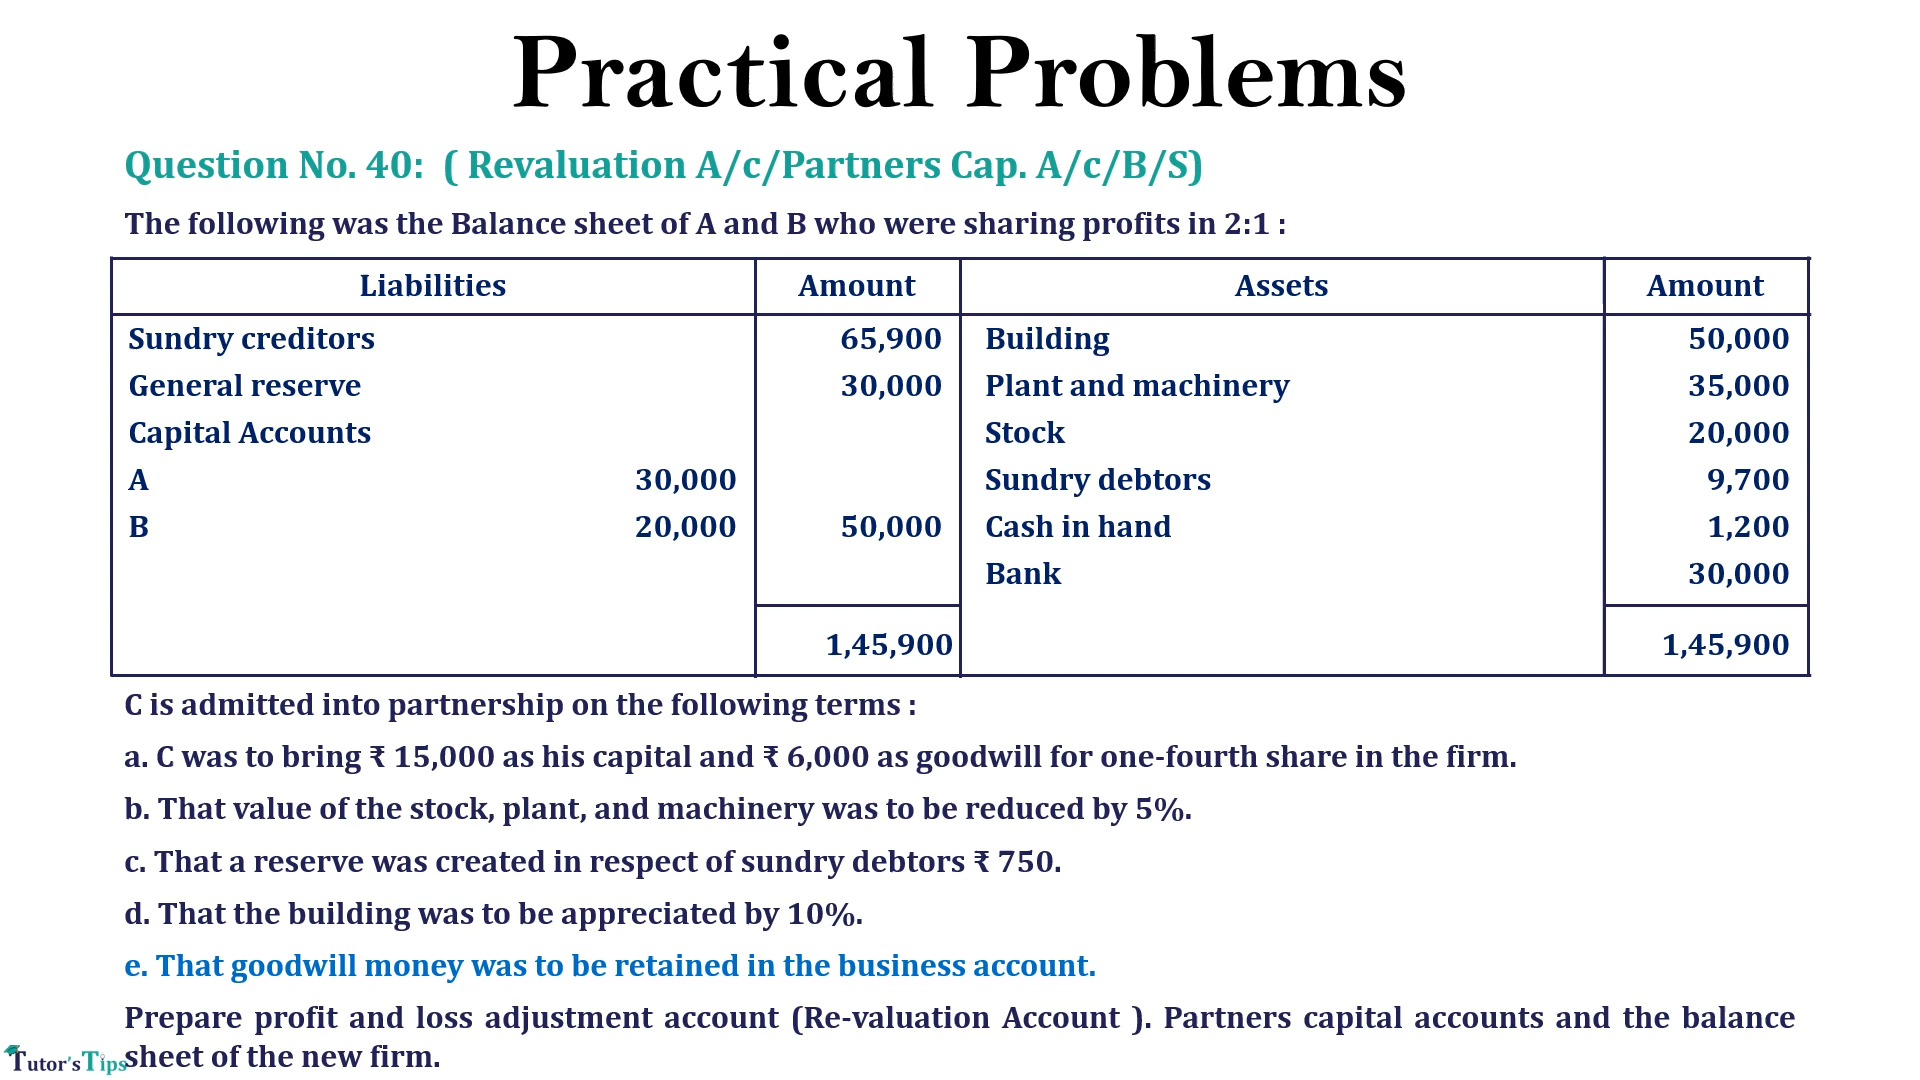 Practical Problems
Question No. 40: ( Revaluation A/c/Partners Cap. A/c/B/S)
The following was the Balance sheet of A and B who were sharing profits in 2:1 :
Liabilities Amount Assets Amount
Sundry creditors 65,900 Building 50,000
General reserve 30,000 Plant and machinery 35,000
Capital Accounts Stock 20,000
A 30,000 Sundry debtors 9,700
B 20,000 50,000 Cash in hand 1,200
Bank 30,000
1,45,900 1,45,900
C is admitted into partnership on the following terms :
a. C was to bring ₹ 15,000 as his capital and ₹ 6,000 as goodwill for one-fourth share in the firm.
b. That value of the stock, plant, and machinery was to be reduced by 5%.
c. That a reserve was created in respect of sundry debtors ₹ 750.
d. That the building was to be appreciated by 10%.
e. That goodwill money was to be retained in the business account.
Prepare profit and loss adjustment account (Re-valuation Account ). Partners capital accounts and the balance
sheet of the new firm.
Tutor'sTips